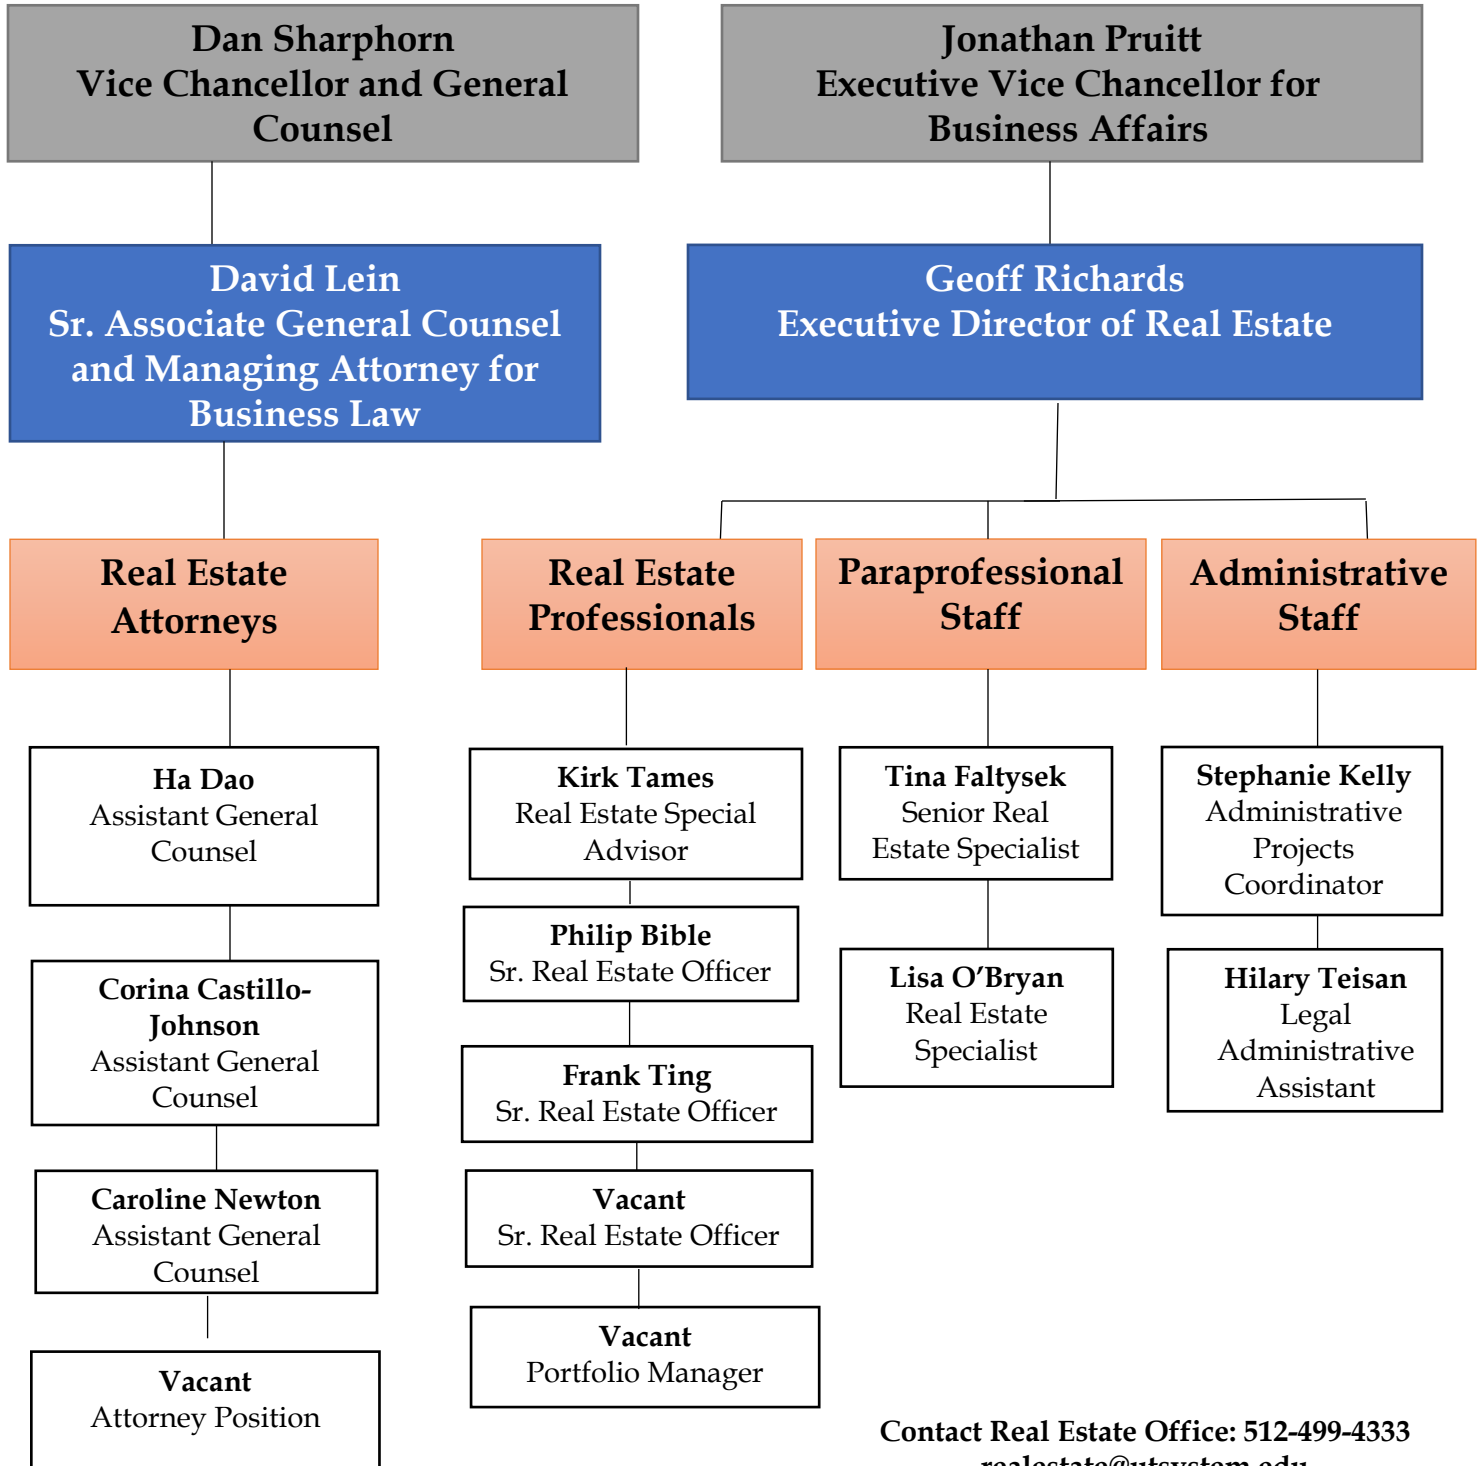 Dan Sharphorn
Vice Chancellor and General
Counsel
Jonathan Pruitt
Executive Vice Chancellor for
Business Affairs
David Lein
Sr. Associate General Counsel
and Managing Attorney for
Business Law
Geoff Richards
Executive Director of Real Estate
Real Estate
Attorneys
Real Estate
Professionals
Paraprofessional
Staff
Administrative
Staff
Ha Dao
Assistant General
Counsel
Corina Castillo-
Johnson
Assistant General
Counsel
Caroline Newton
Assistant General
Counsel
Vacant
Attorney Position
Kirk Tames
Real Estate Special
Advisor
Philip Bible
Sr. Real Estate Officer
Frank Ting
Sr. Real Estate Officer
Vacant
Sr. Real Estate Officer
Vacant
Portfolio Manager
Tina Faltysek
Senior Real
Estate Specialist
Lisa O’Bryan
Real Estate
Specialist
Stephanie Kelly
Administrative
Projects
Coordinator
Hilary Teisan
Legal
Administrative
Assistant
Contact Real Estate Office: 512-499-4333
realestate@utsystem.edu